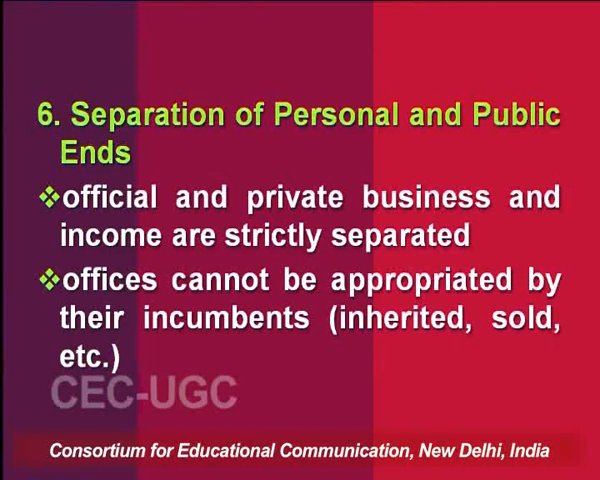 6. Separation of Personal and Public
Ends
❖official and private business and
income are strictly separated
❖offices cannot be appropriated by
their incumbents (inherited, sold,
etc.)
CEC-UGC
Consortium for Educational Communication, New Delhi, India